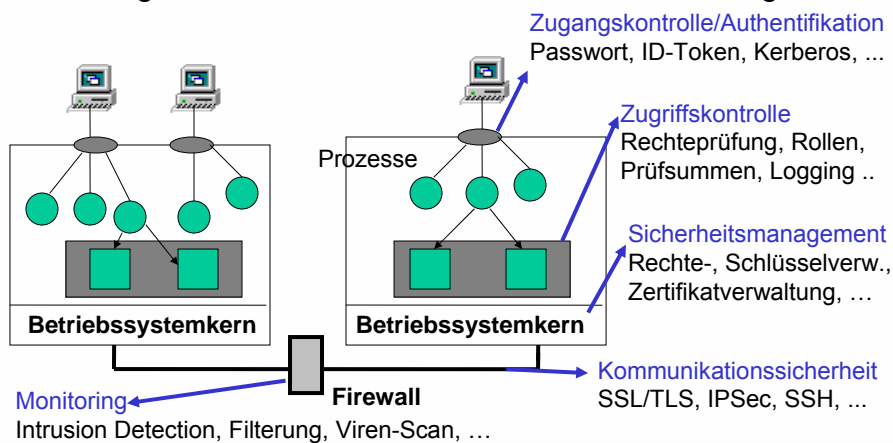 Zugangskontrolle/Authentifikation
Passwort, ID-Token, Kerberos, ...
Zugriffskontrolle
Rechteprüfung, Rollen,
Prüfsummen, Logging ..
Prozesse
Sicherheitsmanagement
Rechte-, Schlüsselverw.,
Zertifikatverwaltung, …
Betriebssystemkern
Betriebssystemkern
Kommunikationssicherheit
SSL/TLS, IPSec, SSH, ...
Firewall
Monitoring
Intrusion Detection, Filterung, Viren-Scan, …